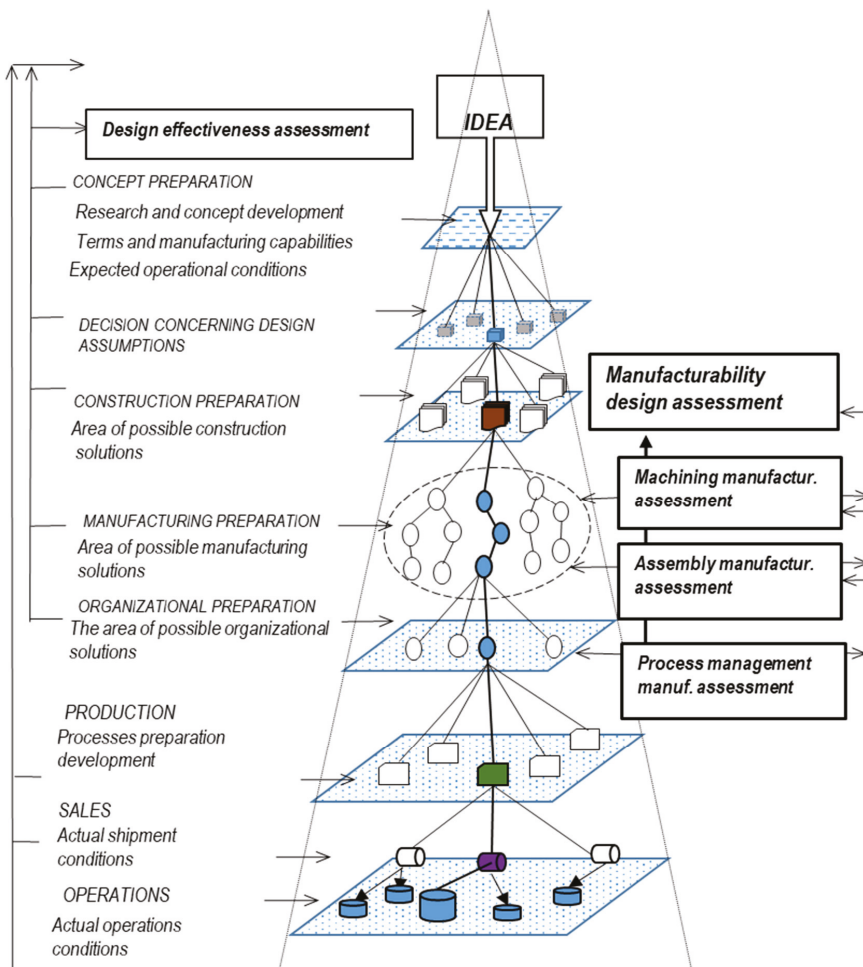 IDEA
Design effectiveness assessment
CONCEPT PREPARATION
Research and concept development
Terms and manufacturing capabilities
Expected operational conditions
DECISION CONCERNING DESIGN
ASSUMPTIONS
CONSTRUCTION PREPARATION
Area of possible construction
solutions
Manufacturability
design assessment
Machining manufactur.
assessment
MANUFACTURING PREPARATION
Area of possible manufacturing
solutions
Assembly manufactur.
assessment
ORGANIZATIONAL PREPARATION
The area of possible organizational
solutions
Process management
manuf. assessment
PRODUCTION
Processes preparation
development
SALES
Actual shipment
conditions
OPERATIONS
Actual operations
conditions